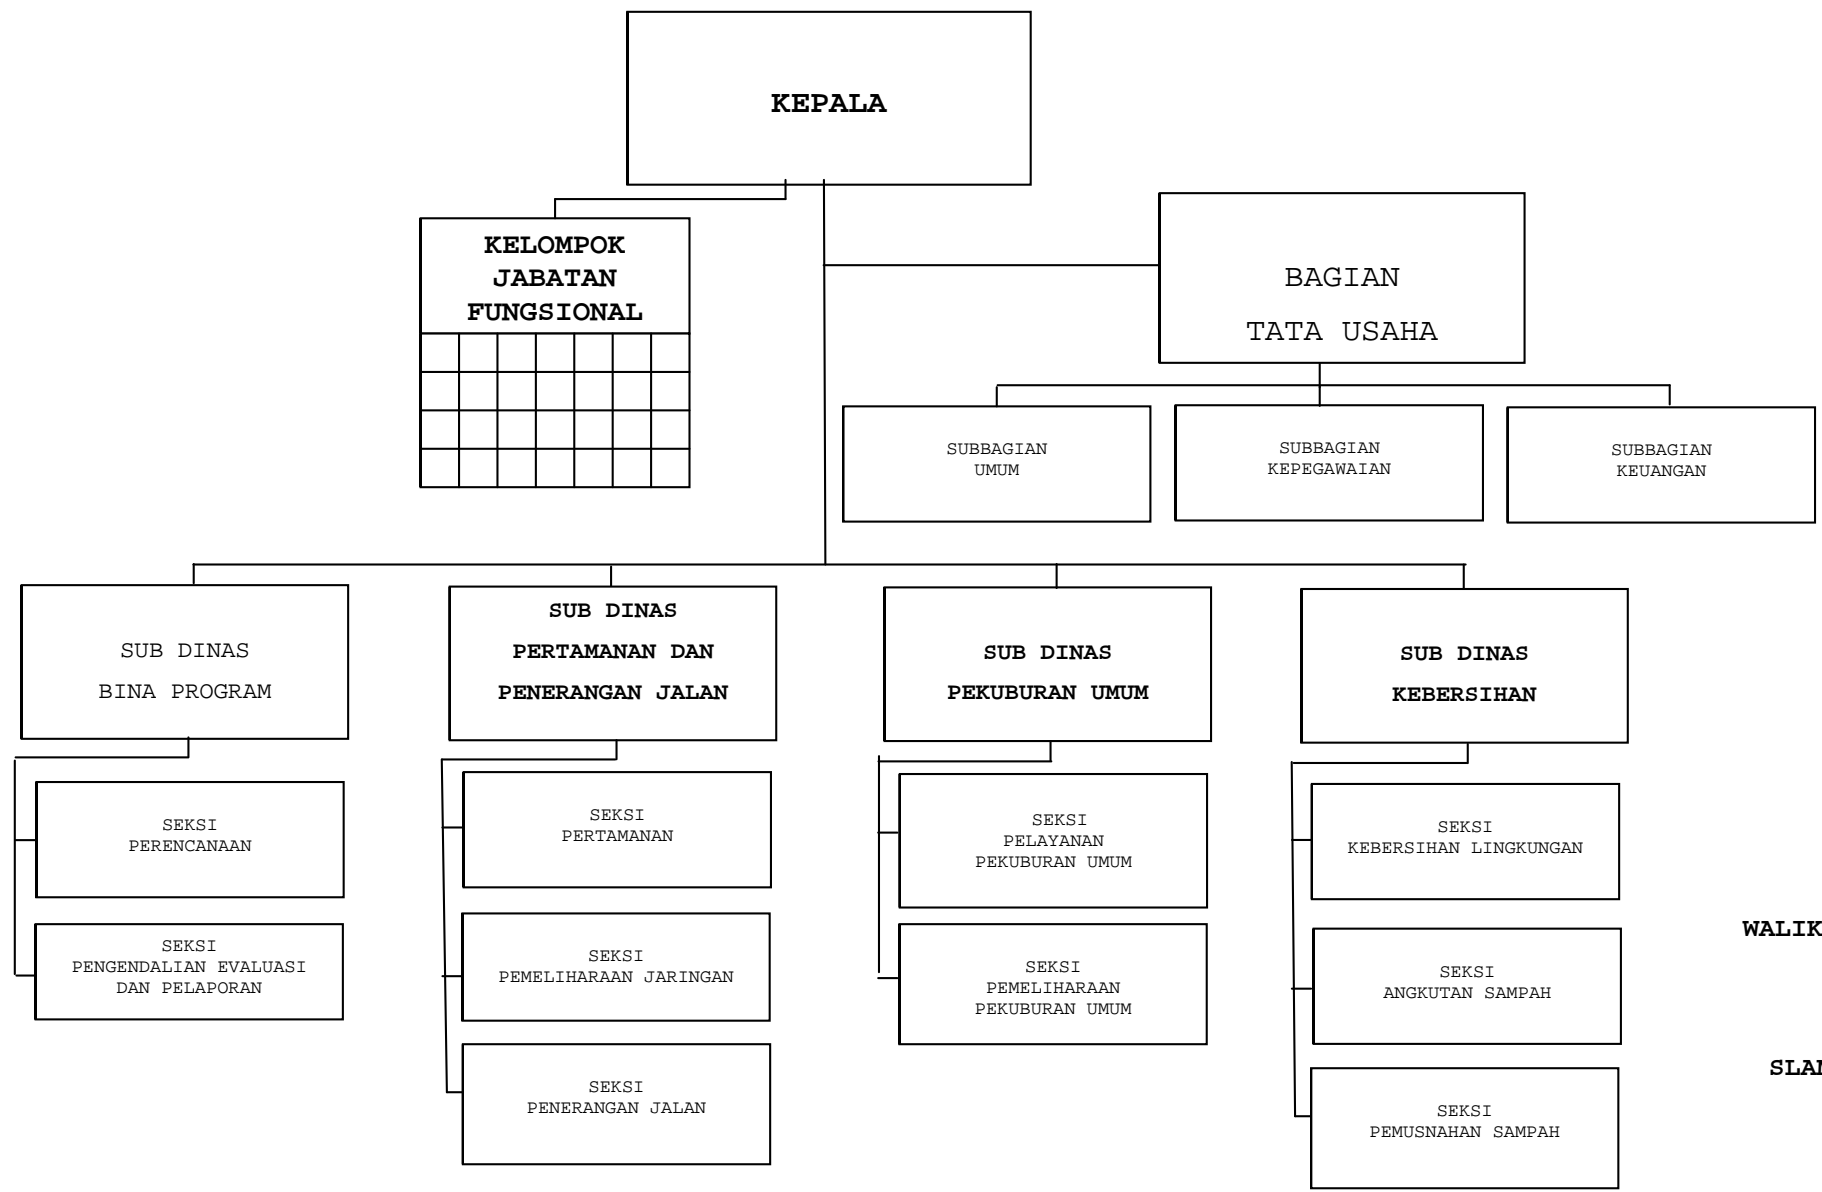 KEPALA
KELOMPOK
JABATAN
FUNGSIONAL
BAGIAN
TATA USAHA
SUBBAGIAN
UMUM
SUBBAGIAN
KEPEGAWAIAN
SUBBAGIAN
KEUANGAN
SUB DINAS
BINA PROGRAM
SUB DINAS
PERTAMANAN DAN
PENERANGAN JALAN
SUB DINAS
PEKUBURAN UMUM
SUB DINAS
KEBERSIHAN
SEKSI
PERENCANAAN
SEKSI
PENGENDALIAN EVALUASI
DAN PELAPORAN
SEKSI
PERTAMANAN
SEKSI
PEMELIHARAAN JARINGAN
SEKSI
PENERANGAN JALAN
SEKSI
PELAYANAN
PEKUBURAN UMUM
SEKSI
PEMELIHARAAN
PEKUBURAN UMUM
SEKSI
KEBERSIHAN LINGKUNGAN
SEKSI
ANGKUTAN SAMPAH
SEKSI
PEMUSNAHAN SAMPAH